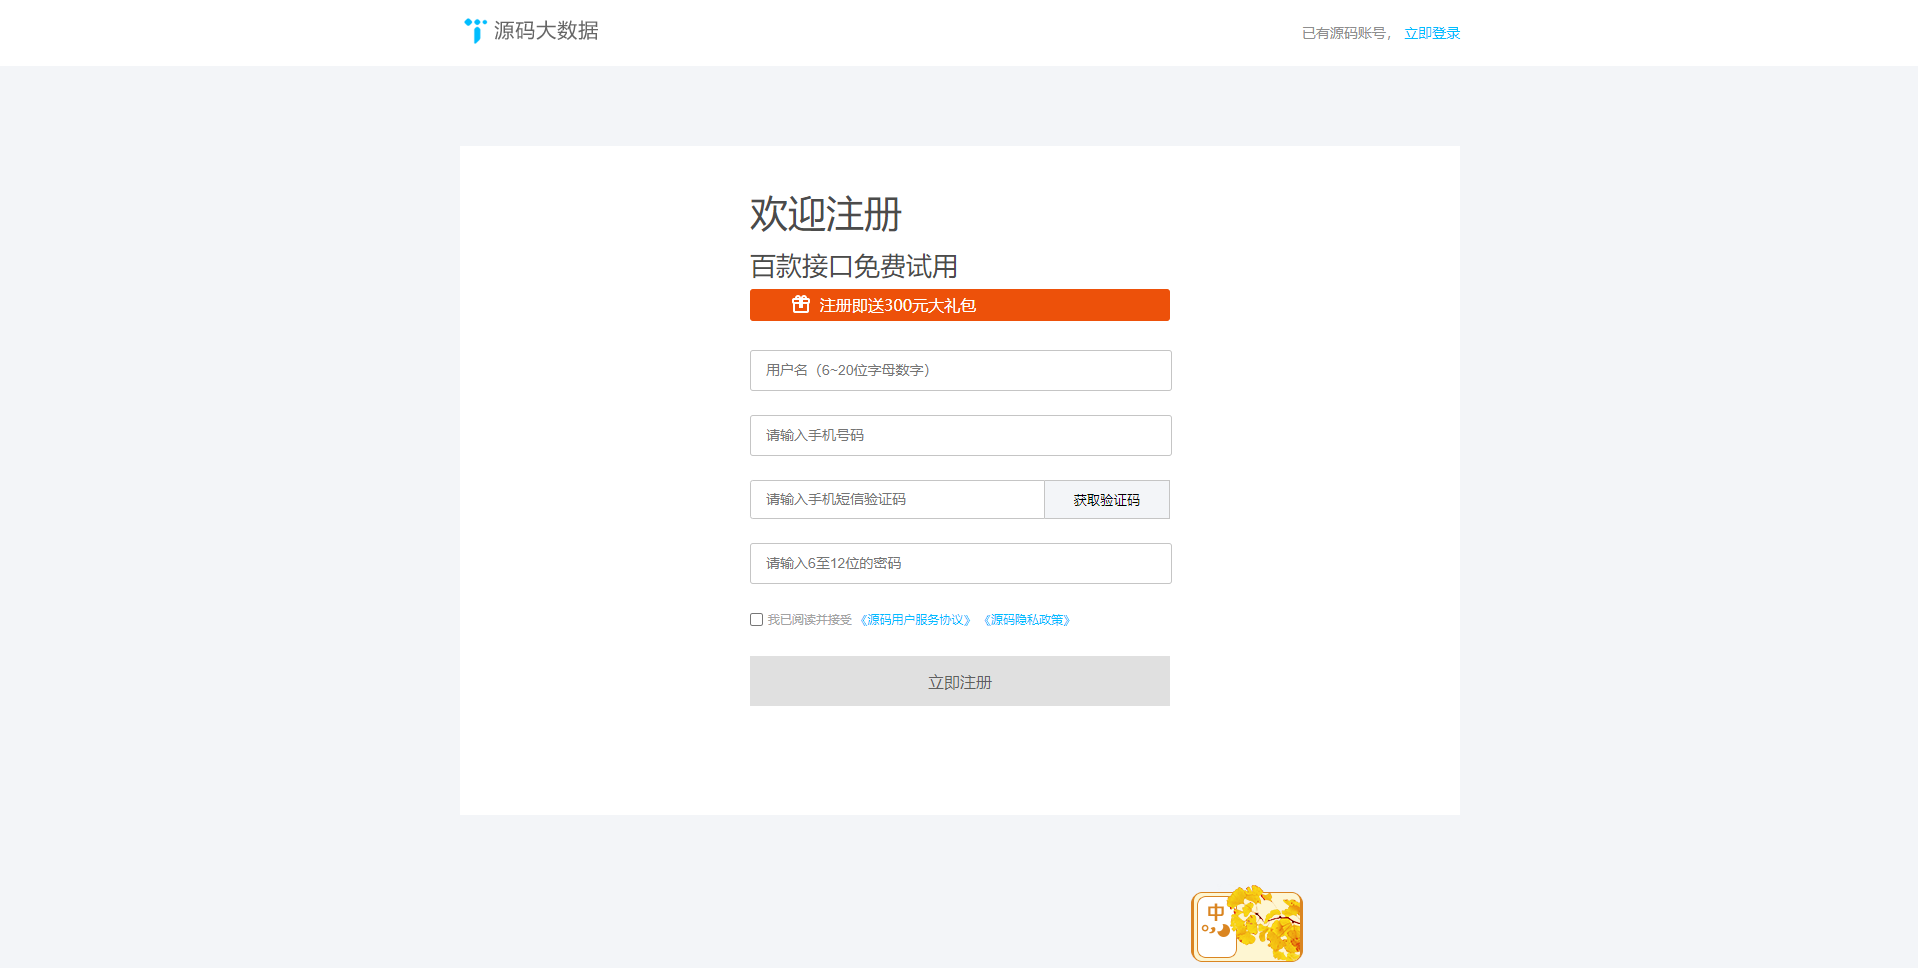 源码大数据
已有源码账号， 立即登录
欢迎注册
百款接口免费试用
注册即送300元大礼包
用户名（6~20位字母数字）
请输入手机号码
请输入手机短信验证码
获取验证码
请输入6至12位的密码
我已阅读并接受 《源码用户服务协议》 《源码隐私政策》
立即注册
中